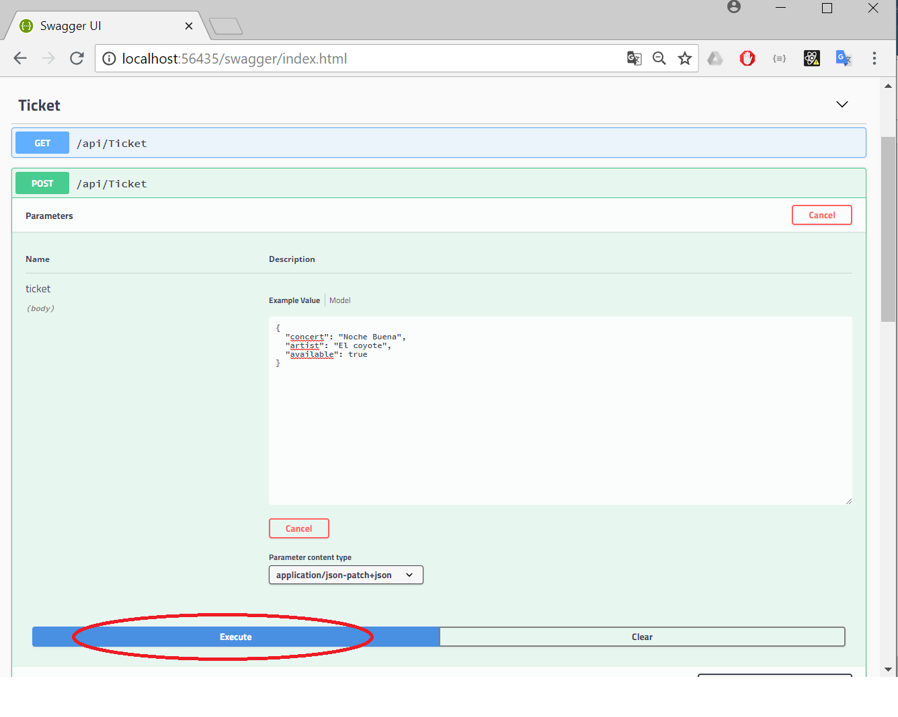 Swagger UI
localhost:56435/swagger/index.html
Ticket
GET /api/Ticket
POST /api/Ticket
Parameters Cancel
Name Description
ticket
(body)
Example Value Model
{
"concert": "Noche Buena",
"artist": "El coyote",
"available": true
}
Cancel
Parameter content type
application/json-patch+json
Execute Clear